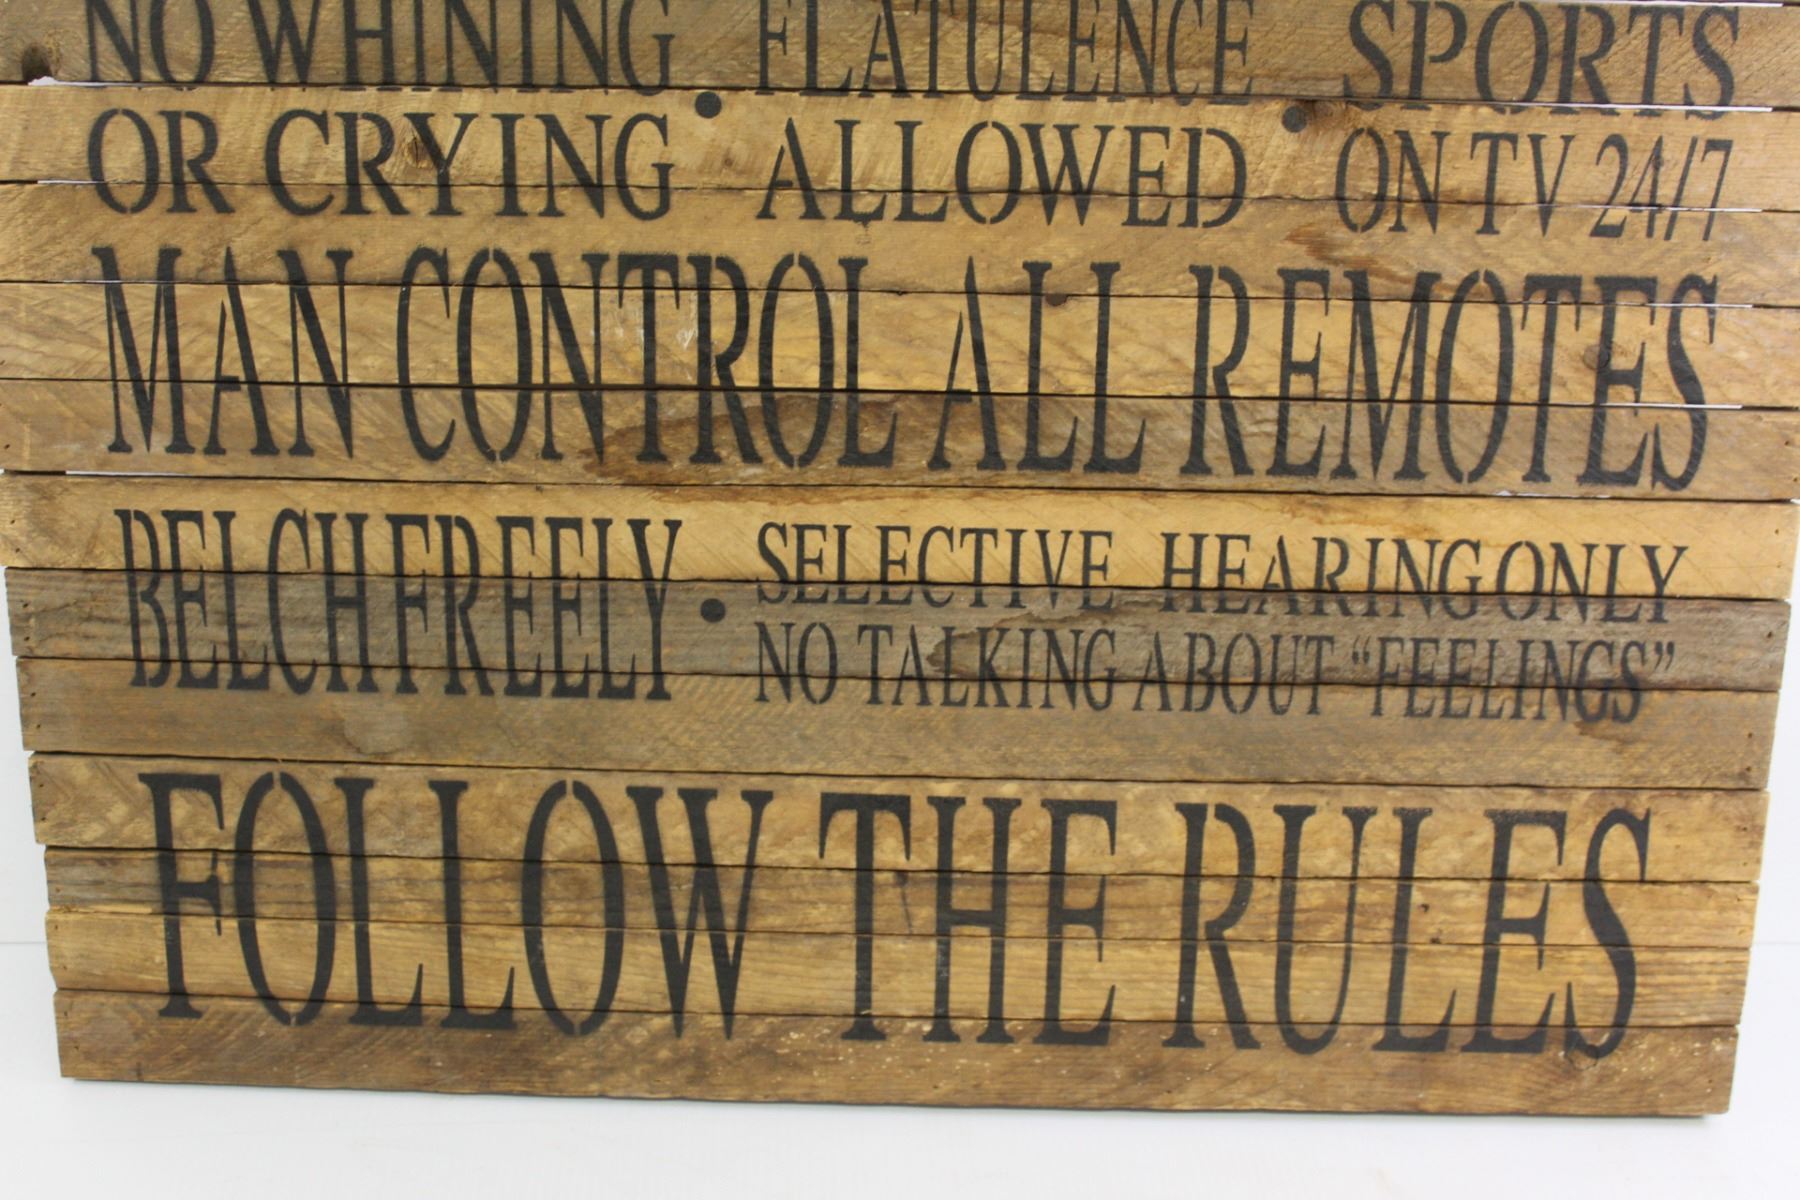 NO WHINING FLATULENCE SPORTS
OR CRYING • ALLOWED • ON TV 24/7
MAN CONTROL ALL REMOTES
BELCH FREELY • SELECTIVE HEARING ONLY
NO TALKING ABOUT “FEELINGS”
FOLLOW THE RULES